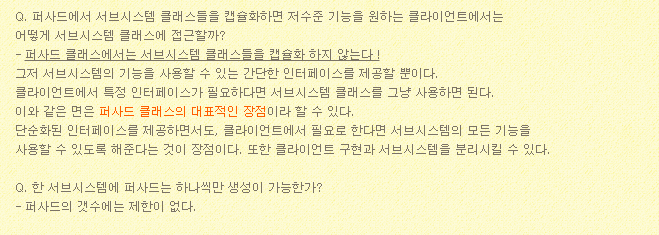 Q. 퍼사드에서 서브시스템 클래스들을 캡슐화하면 저수준 기능을 원하는 클라이언트에서는
어떻게 서브시스템 클래스에 접근할까?
- 퍼사드 클래스에서는 서브시스템 클래스들을 캡슐화 하지 않는다!
그저 서브시스템의 기능을 사용할 수 있는 간단한 인터페이스를 제공할 뿐이다.
클라이언트에서 특정 인터페이스가 필요하다면 서브시스템 클래스를 그냥 사용하면 된다.
이와 같은 면은 퍼사드 클래스의 대표적인 장점이라 할 수 있다.
단순화된 인터페이스를 제공하면서도, 클라이언트에서 필요로 한다면 서브시스템의 모든 기능을
사용할 수 있도록 해준다는 것이 장점이다. 또한 클라이언트 구현과 서브시스템을 분리시킬 수 있다.
Q. 한 서브시스템에 퍼사드는 하나씩만 생성이 가능한가?
- 퍼사드의 갯수에는 제한이 없다.